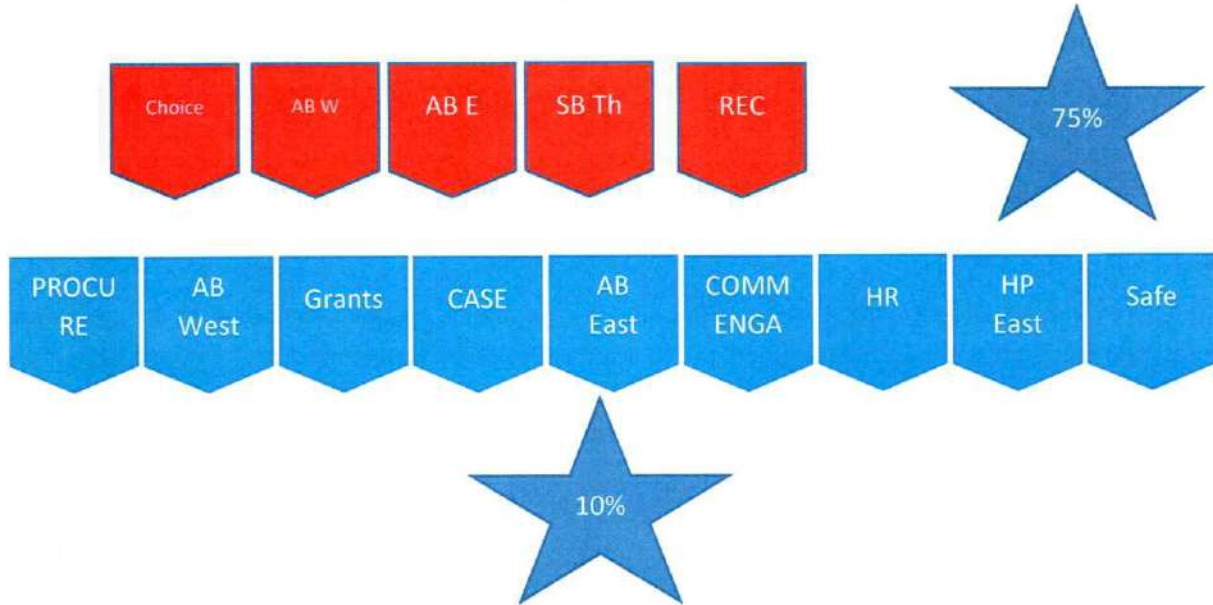 Choice
AB W
AB E
SB Th
REC
75%
PROCU
RE
AB
West
Grants
CASE
AB
East
COMM
ENGA
HR
HP
East
Safe
10%